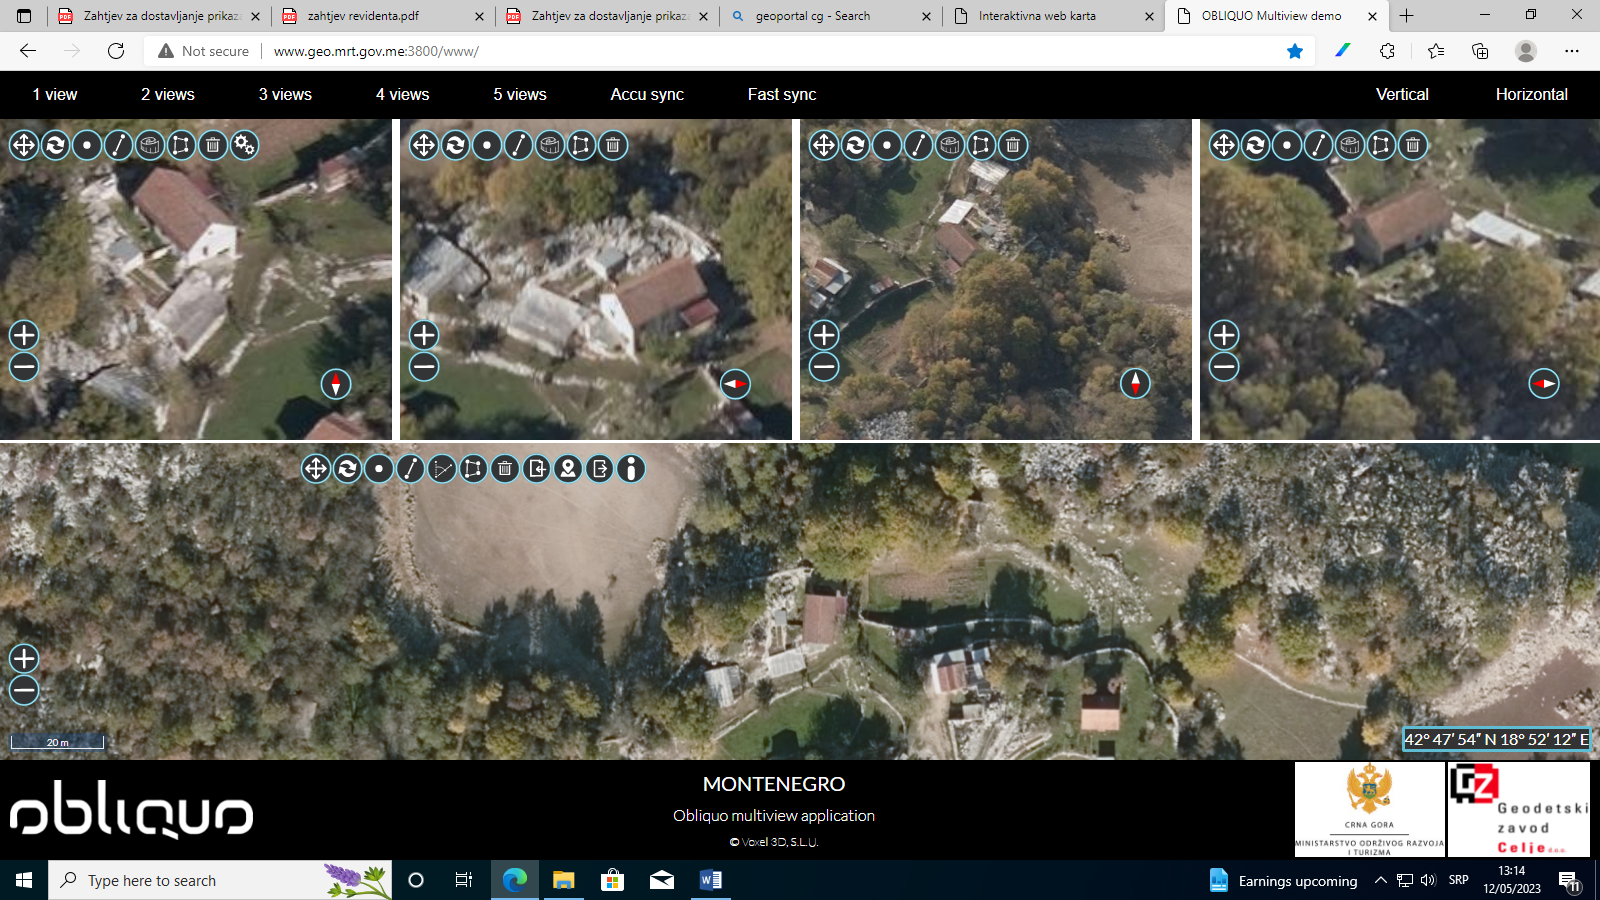 Zahtjev za dostavljanje prikaza
zahtjev revidenta.pdf
Zahtjev za dostavljanje prikaza
geoportal cg - Search
Interaktivna web karta
OBLIQUO Multiview demo
Not secure
www.geo.mrt.gov.me:3800/www/
1 view
2 views
3 views
4 views
5 views
Accu sync
Fast sync
Vertical
Horizontal
20 m
42° 47′ 54″ N 18° 52′ 12″ E
obliquo
MONTENEGRO
Obliquo multiview application
© Voxel 3D, S.L.U.
CRNA GORA
MINISTARSTVO ODRŽIVOG RAZVOJA
I TURIZMA
GZ
Geodetski
zavod
Celje d.o.o.
Type here to search
Earnings upcoming
SRP
13:14
12/05/2023
11